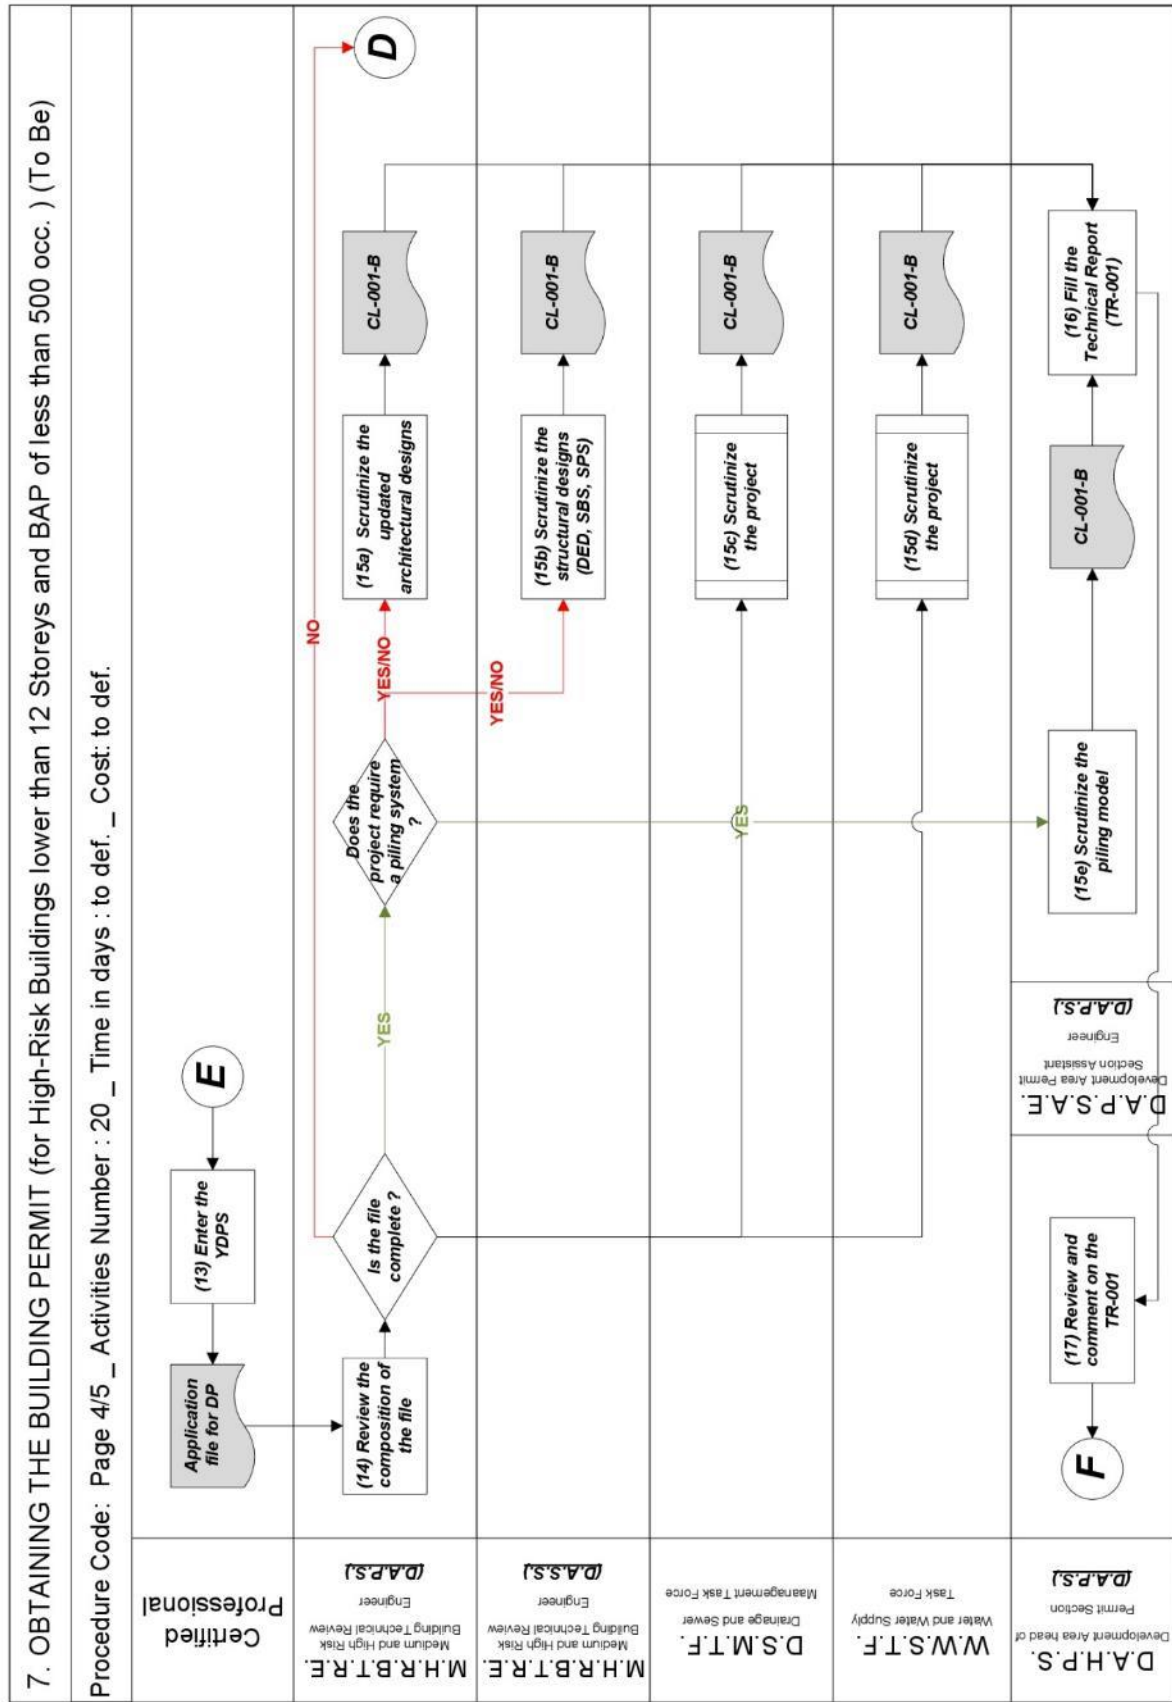 7. OBTAINING THE BUILDING PERMIT (for High-Risk Buildings lower than 12 Storeys and BAP of less than 500 occ. ) (To Be)
Procedure Code: Page 4/5 _ Activities Number : 20 _ Time in days : to def. _ Cost: to def.
Certified
Professional
Application
file for DP
(13) Enter the
YDPS
E
M.H.R.B.T.R.E.
Medium and High Risk
Building Technical Review
Engineer
(D.A.P.S.)
(14) Review the
composition of
the file
Is the file
complete ?
YES
NO
Does the
project require
a piling system
?
YES/NO
(15a) Scrutinize the
updated
architectural designs
CL-001-B
D
M.H.R.B.T.R.E.
Medium and High Risk
Building Technical Review
Engineer
(D.A.S.S.)
YES/NO
(15b) Scrutinize the
structural designs
(DED, SBS, SPS)
CL-001-B
D.S.M.T.F.
Drainage and Sewer
Maanagement Task Force
YES
(15c) Scrutinize
the project
CL-001-B
W.W.S.T.F.
Water and Water Supply
Task Force
(15d) Scrutinize
the project
CL-001-B
D.A.H.P.S.
Development Area head of
Permit Section
(D.A.P.S.)
F
(17) Review and
comment on the
TR-001
D.A.P.S.A.E.
Development Area Permit
Section Assistant
Engineer
(D.A.P.S.)
(15e) Scrutinize the
piling model
CL-001-B
(16) Fill the
Technical Report
(TR-001)